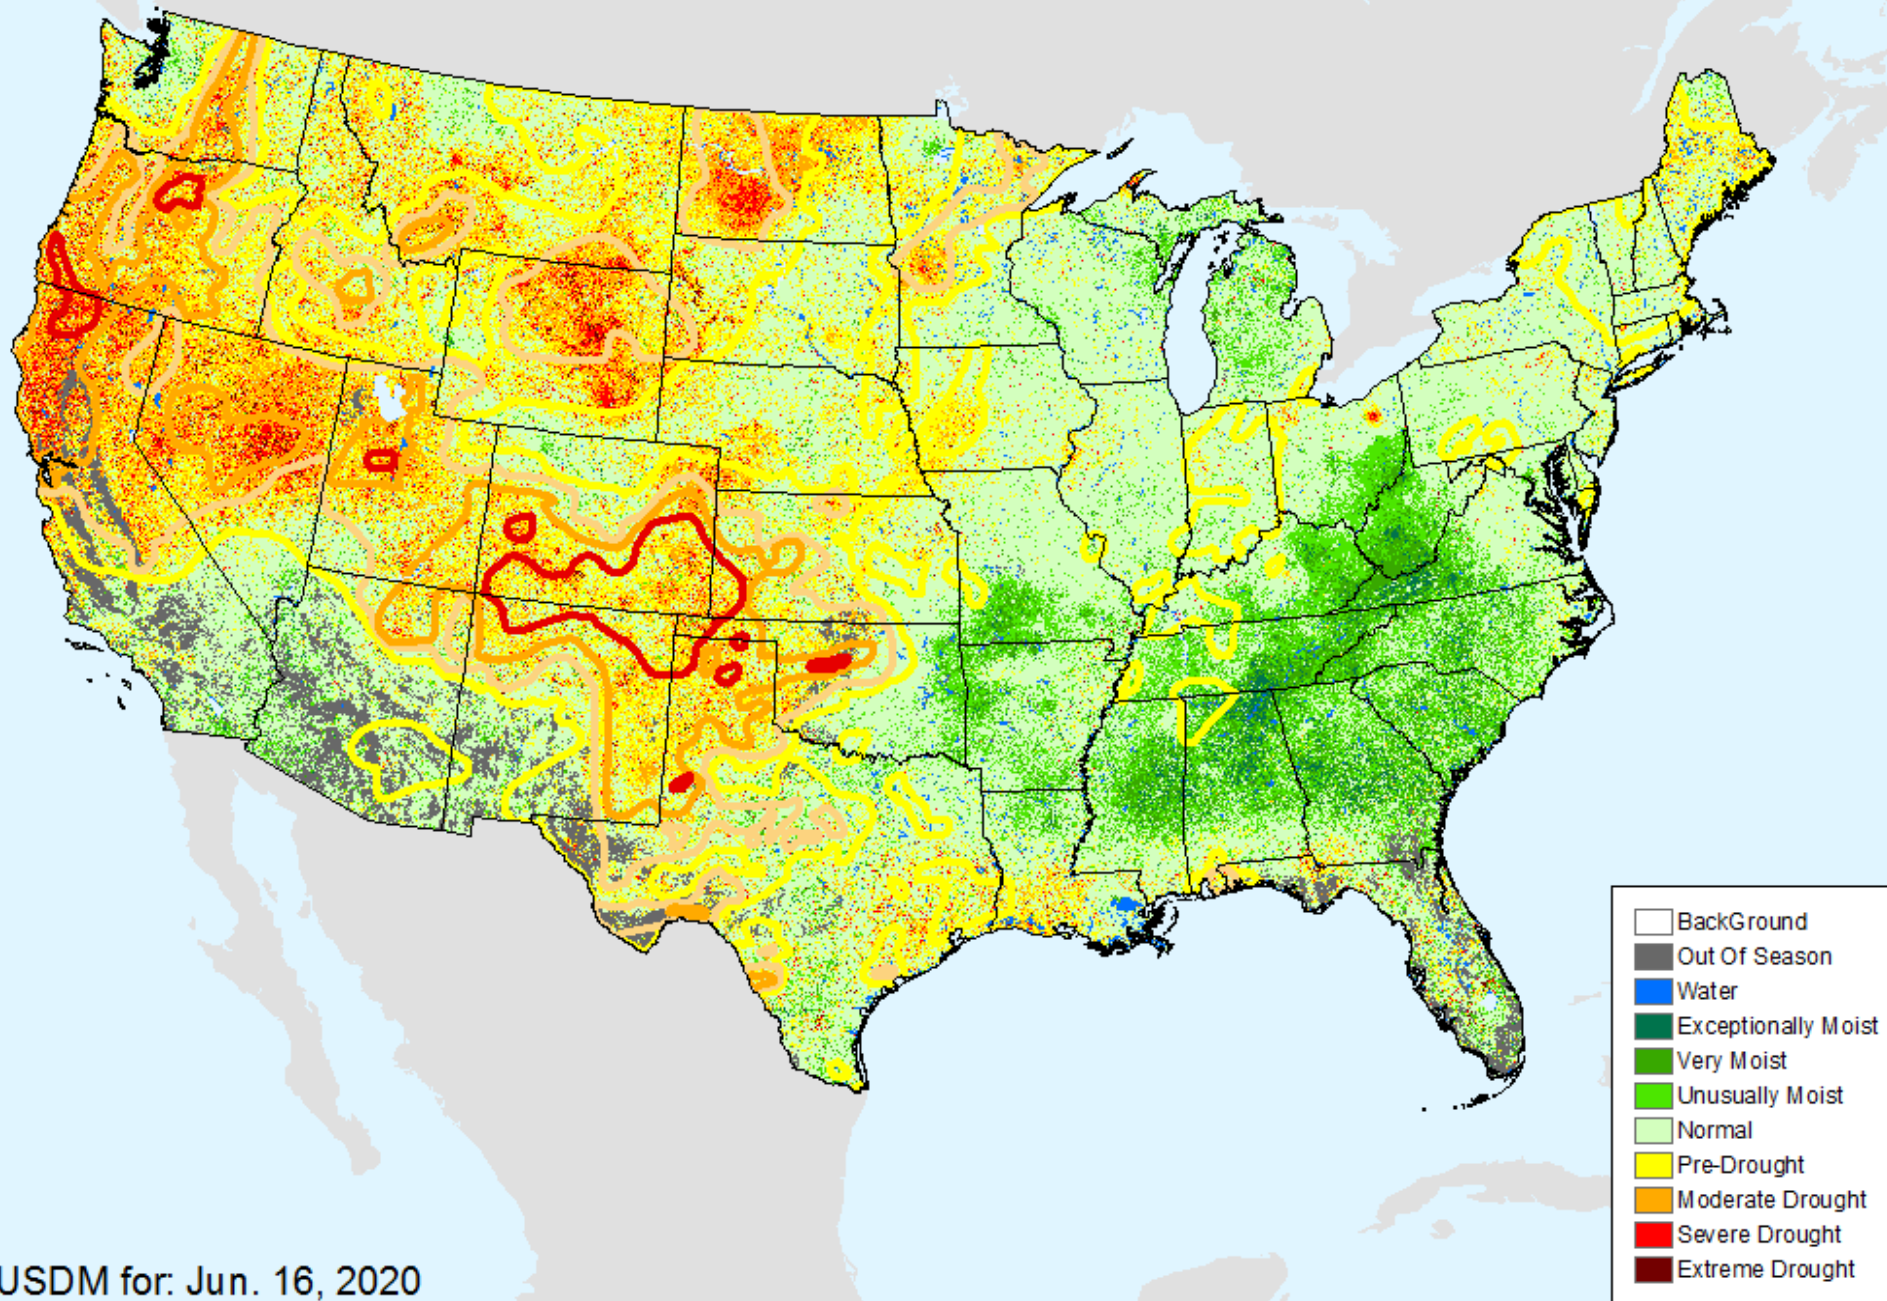 BackGround
Out Of Season
Water
Exceptionally Moist
Very Moist
Unusually Moist
Normal
Pre-Drought
Moderate Drought
Severe Drought
Extreme Drought
USDM for: Jun. 16, 2020